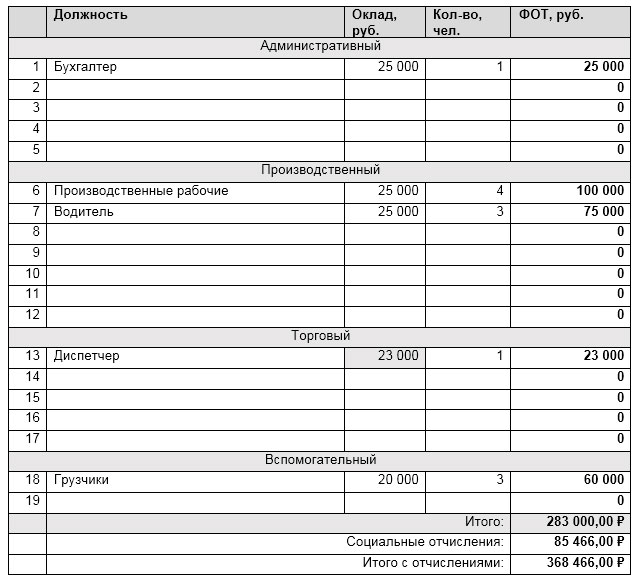 Должность Оклад, руб. Кол-во, чел. ФОТ, руб.
Административный
1 Бухгалтер 25 000 1 25 000
2 0
3 0
4 0
5 0
Производственный
6 Производственные рабочие 25 000 4 100 000
7 Водитель 25 000 3 75 000
8 0
9 0
10 0
11 0
12 0
Торговый
13 Диспетчер 23 000 1 23 000
14 0
15 0
16 0
17 0
Вспомогательный
18 Грузчики 20 000 3 60 000
19 0
Итого: 283 000,00 ₽
Социальные отчисления: 85 466,00 ₽
Итого с отчислениями: 368 466,00 ₽